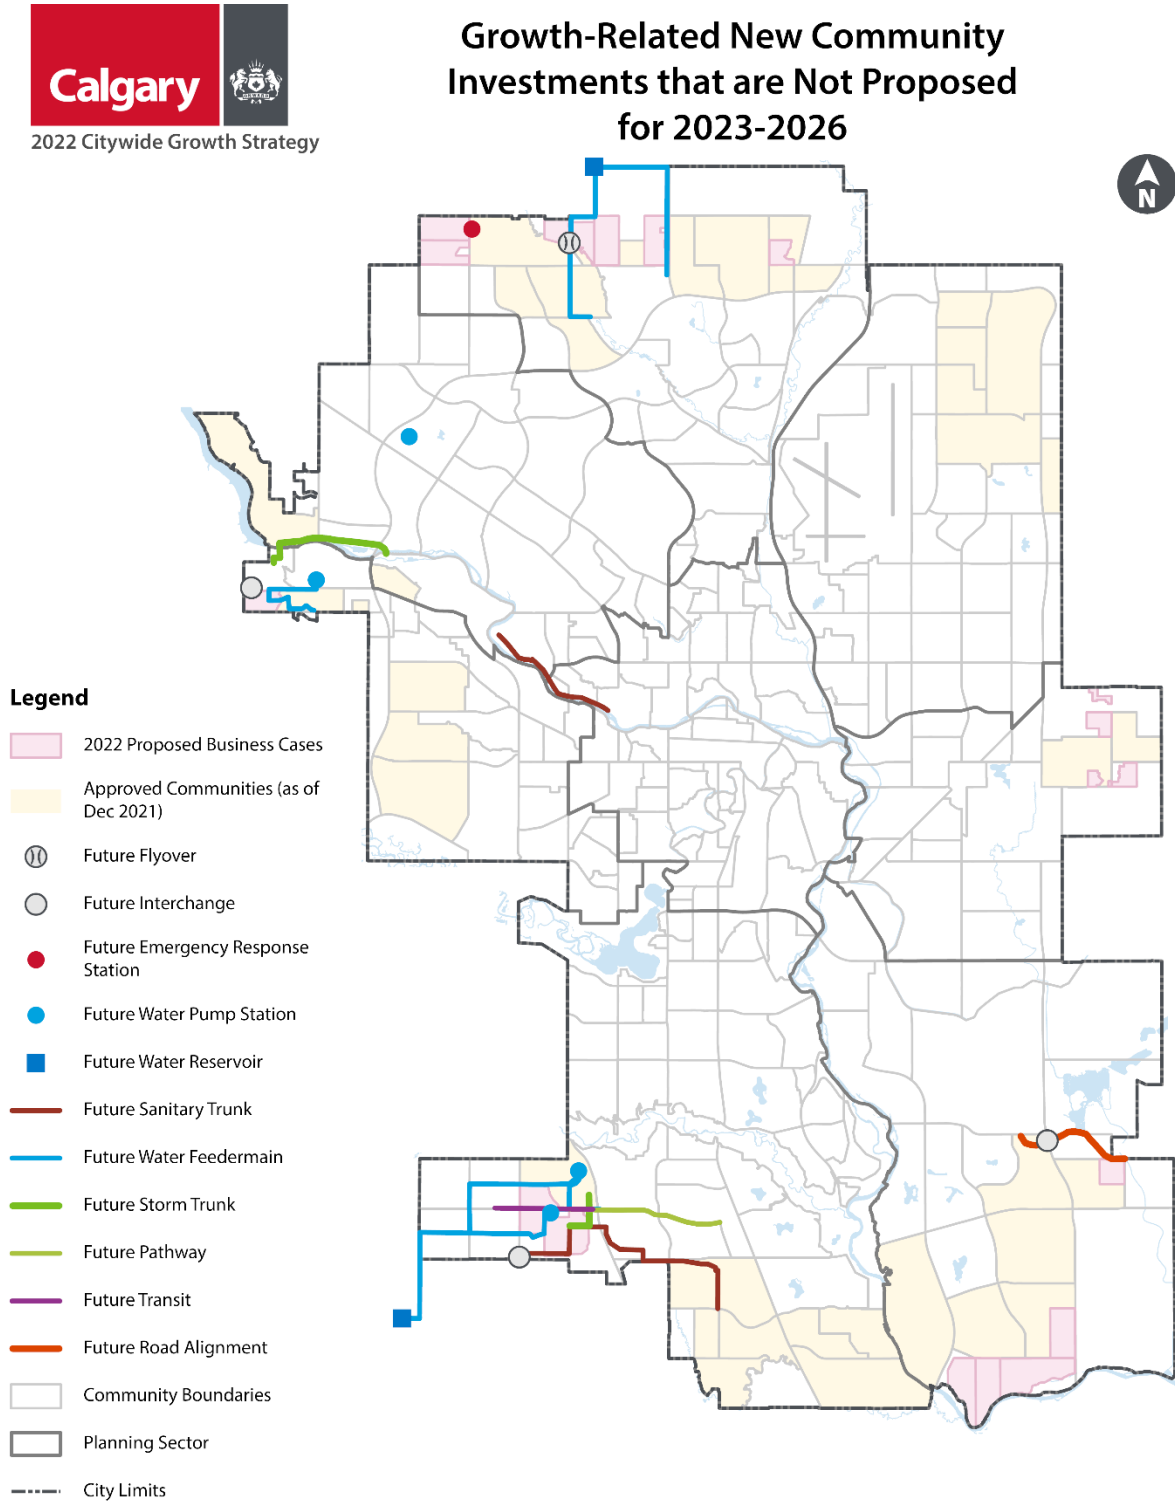 Calgary
2022 Citywide Growth Strategy
Growth-Related New Community
Investments that are Not Proposed
for 2023-2026
N
Legend
2022 Proposed Business Cases
Approved Communities (as of
Dec 2021)
Future Flyover
Future Interchange
Future Emergency Response
Station
Future Water Pump Station
Future Water Reservoir
Future Sanitary Trunk
Future Water Feedermain
Future Storm Trunk
Future Pathway
Future Transit
Future Road Alignment
Community Boundaries
Planning Sector
City Limits